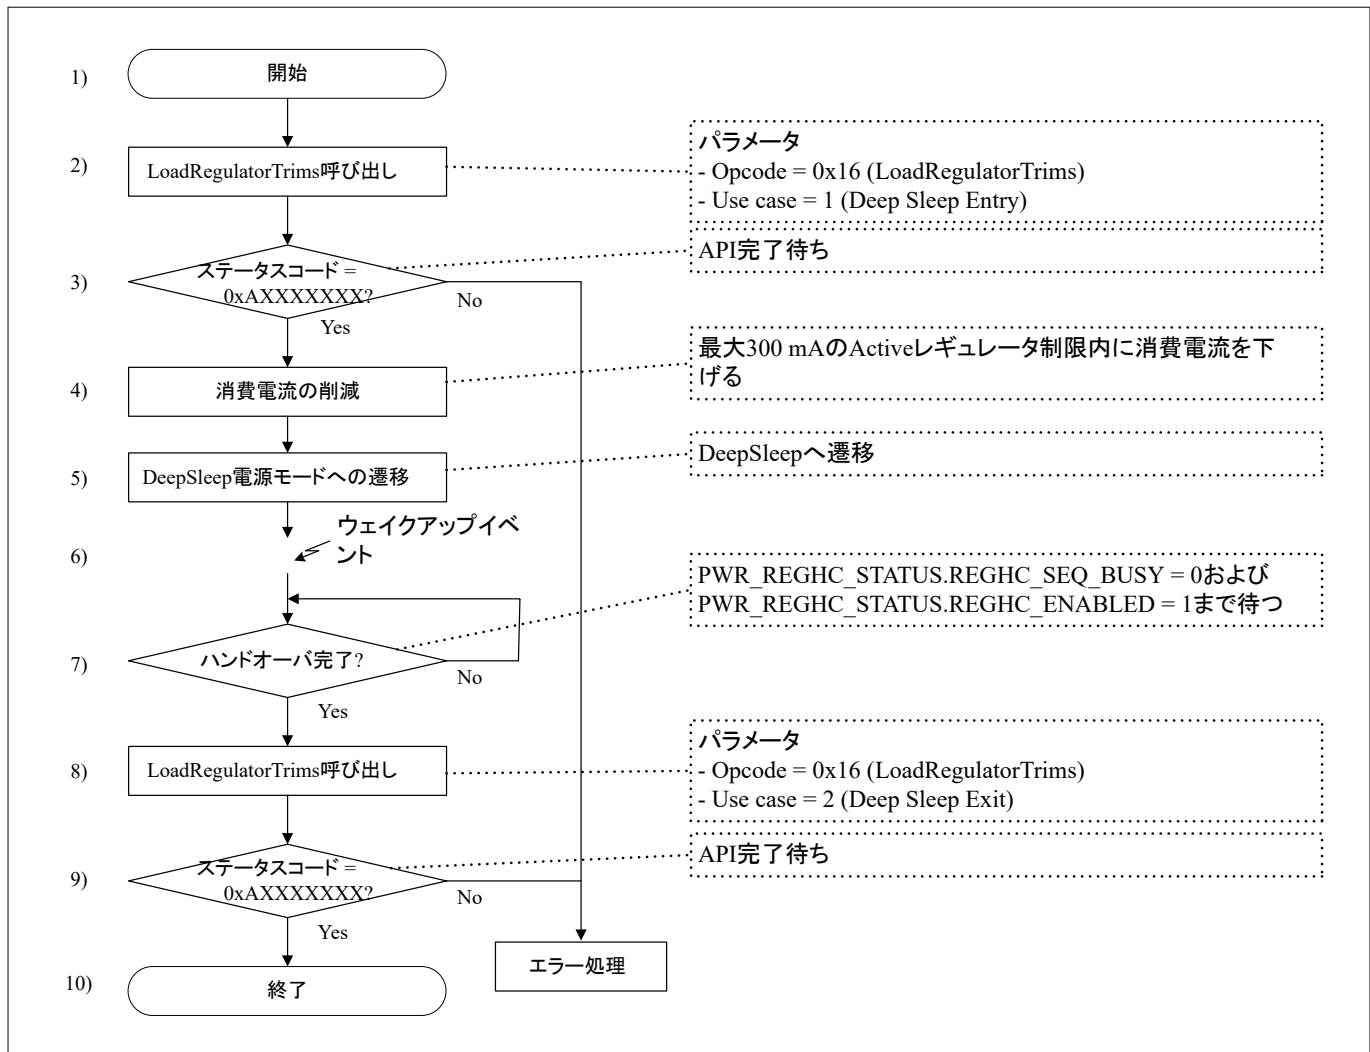 1)
開始
2)
LoadRegulatorTrims呼び出し
パラメータ
- Opcode = 0x16 (LoadRegulatorTrims)
- Use case = 1 (Deep Sleep Entry)
3)
ステータスコード =
0xAXXXXXXX?
No
Yes
API完了待ち
4)
消費電流の削減
最大300 mAのActiveレギュレータ制限内に消費電流を下
げる
5)
DeepSleep電源モードへの遷移
DeepSleepへ遷移
6)
ウェイクアップイベ
ント
7)
ハンドオーバ完了?
No
Yes
PWR_REGHC_STATUS.REGHC_SEQ_BUSY = 0および
PWR_REGHC_STATUS.REGHC_ENABLED = 1まで待つ
8)
LoadRegulatorTrims呼び出し
パラメータ
- Opcode = 0x16 (LoadRegulatorTrims)
- Use case = 2 (Deep Sleep Exit)
9)
ステータスコード =
0xAXXXXXXX?
No
Yes
API完了待ち
エラー処理
10)
終了